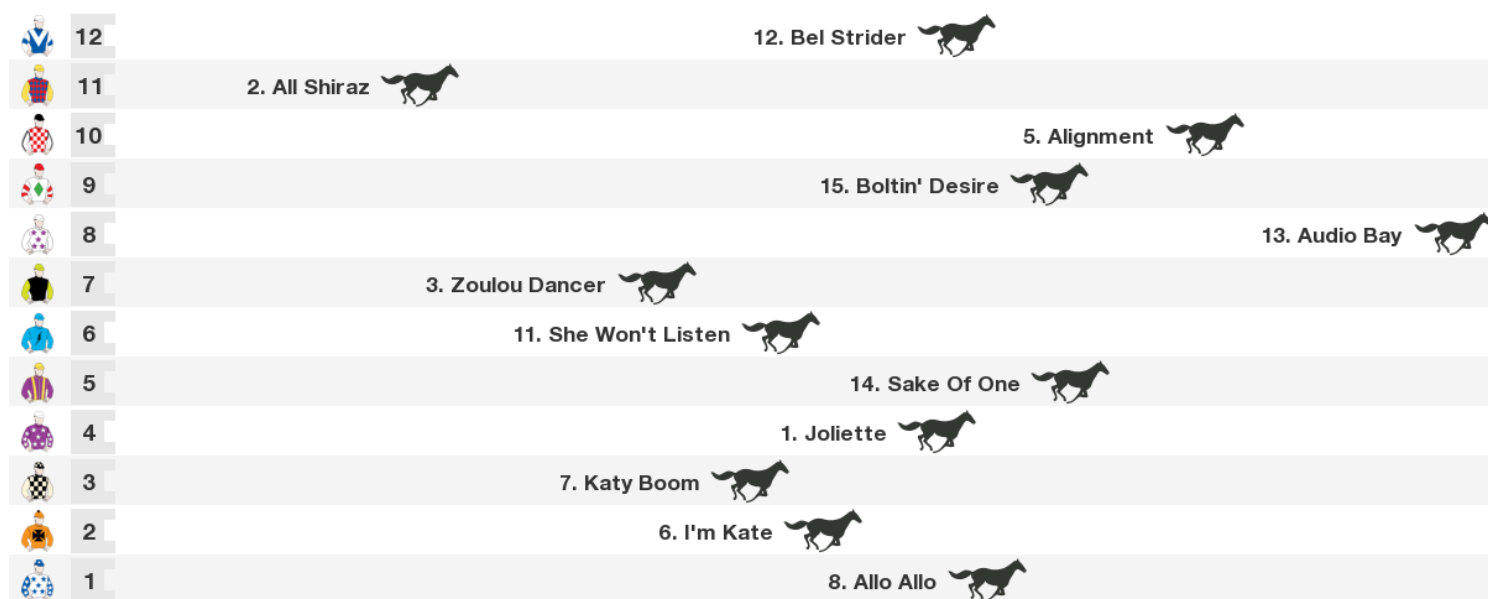 12 12. Bel Strider
11 2. All Shiraz
10 5. Alignment
9 15. Boltin' Desire
8 13. Audio Bay
7 3. Zoulou Dancer
6 11. She Won't Listen
5 14. Sake Of One
4 1. Joliette
3 7. Katy Boom
2 6. I'm Kate
1 8. Allo Allo